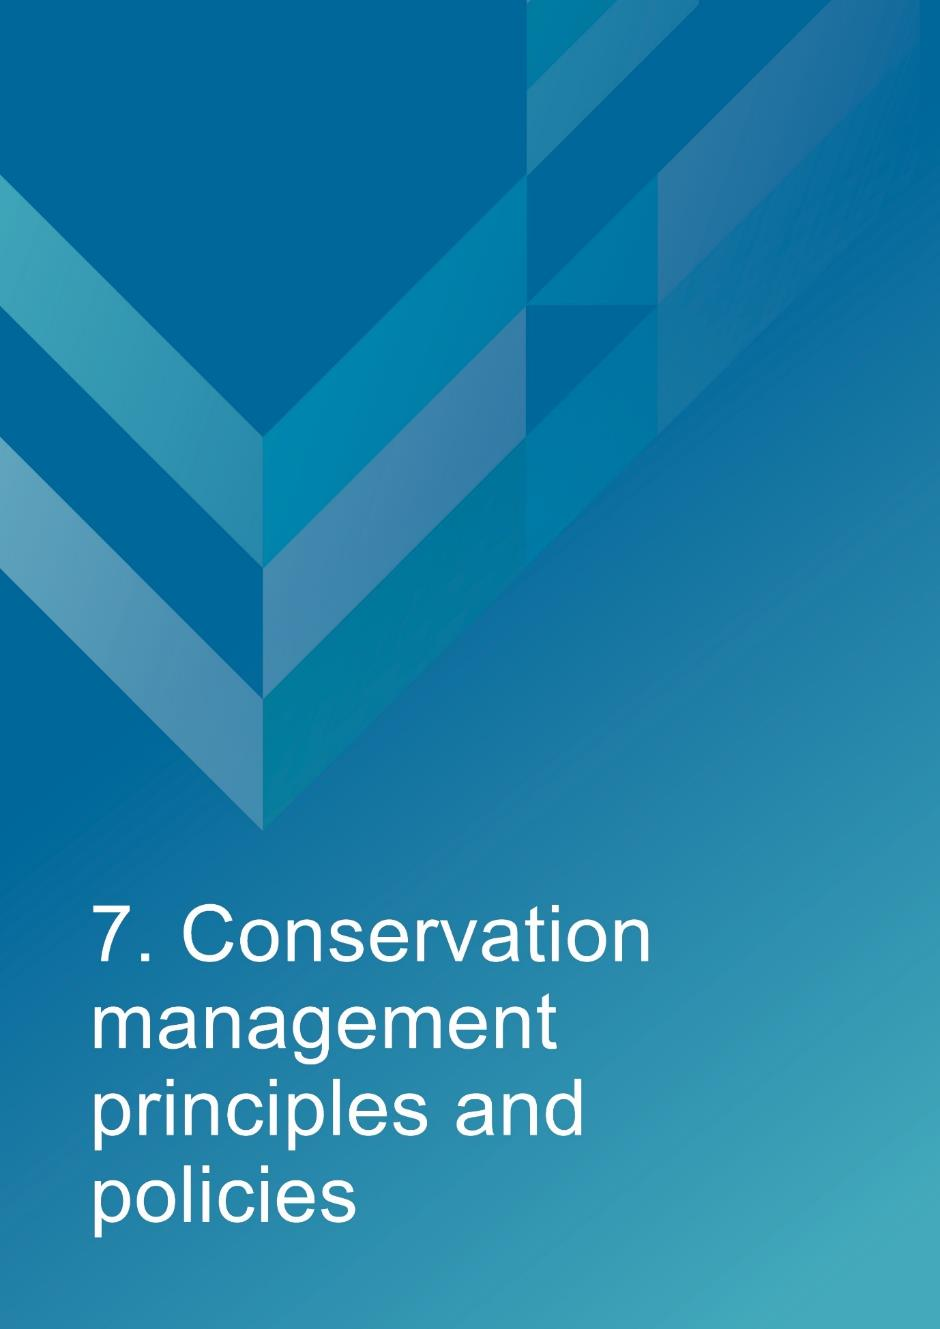 7. Conservation
management
principles and
policies